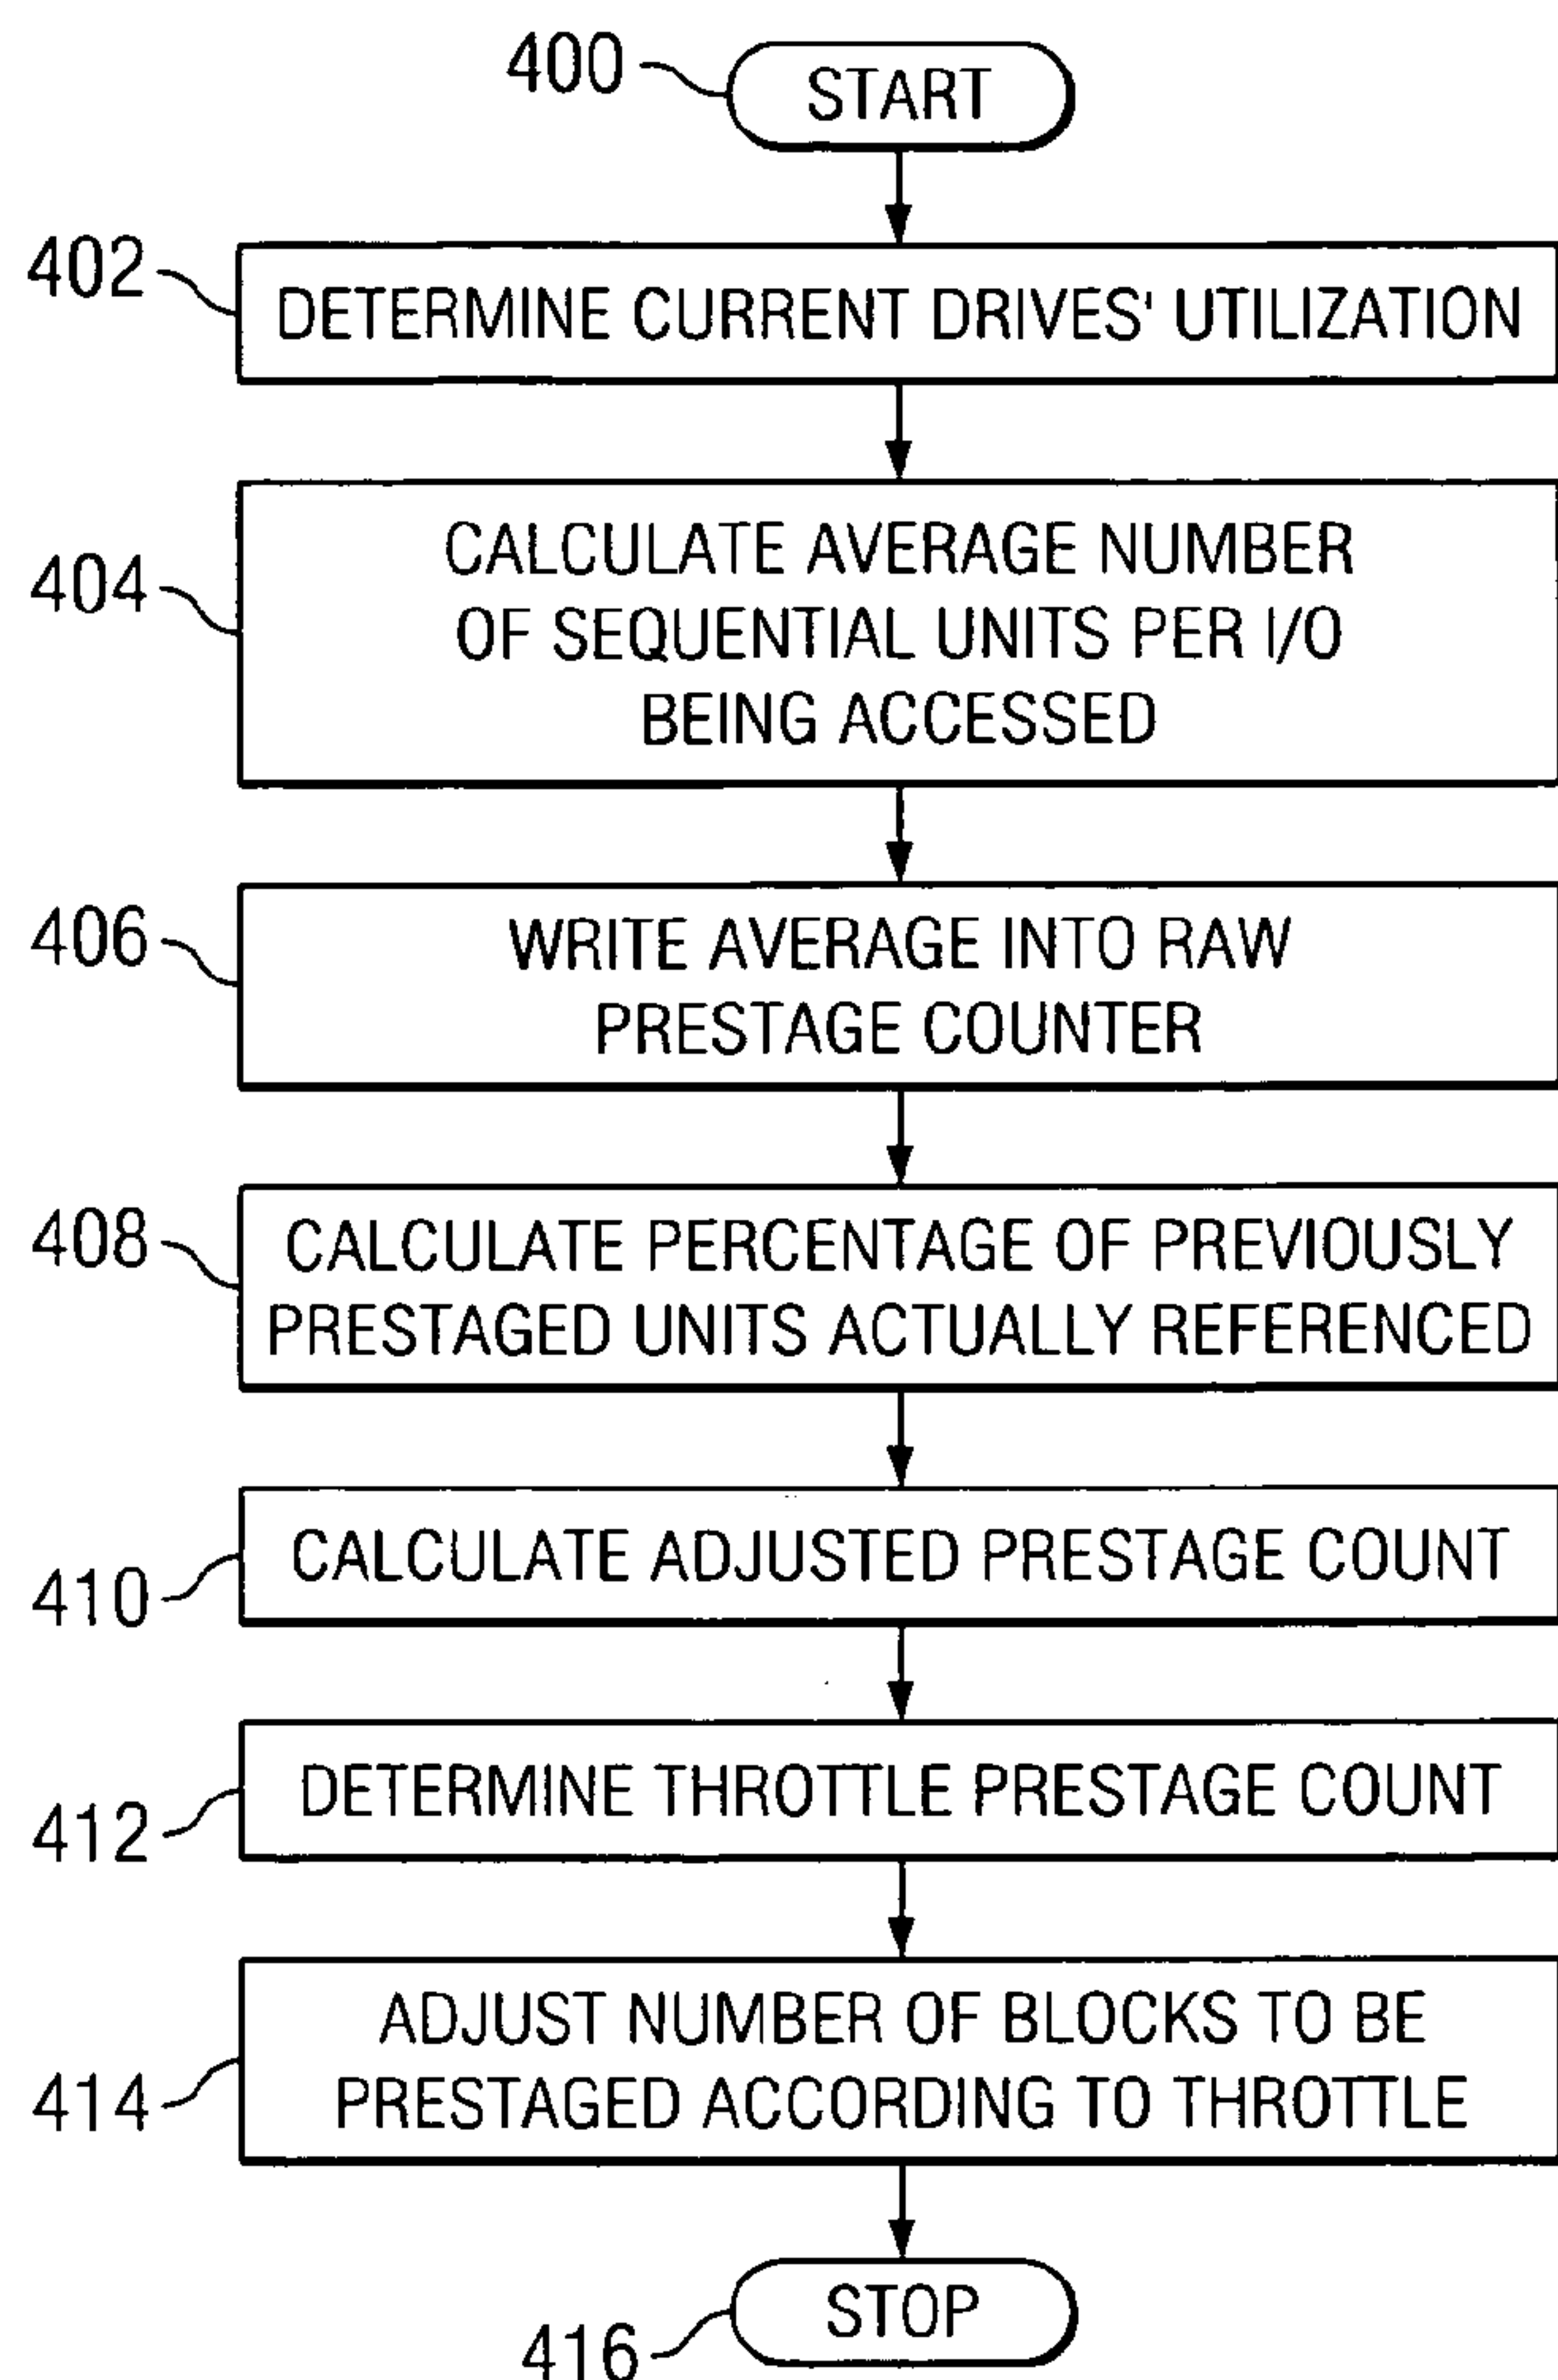 400
START
402
DETERMINE CURRENT DRIVES' UTILIZATION
404
CALCULATE AVERAGE NUMBER
OF SEQUENTIAL UNITS PER I/O
BEING ACCESSED
406
WRITE AVERAGE INTO RAW
PRESTAGE COUNTER
408
CALCULATE PERCENTAGE OF PREVIOUSLY
PRESTAGED UNITS ACTUALLY REFERENCED
410
CALCULATE ADJUSTED PRESTAGE COUNT
412
DETERMINE THROTTLE PRESTAGE COUNT
414
ADJUST NUMBER OF BLOCKS TO BE
PRESTAGED ACCORDING TO THROTTLE
416
STOP